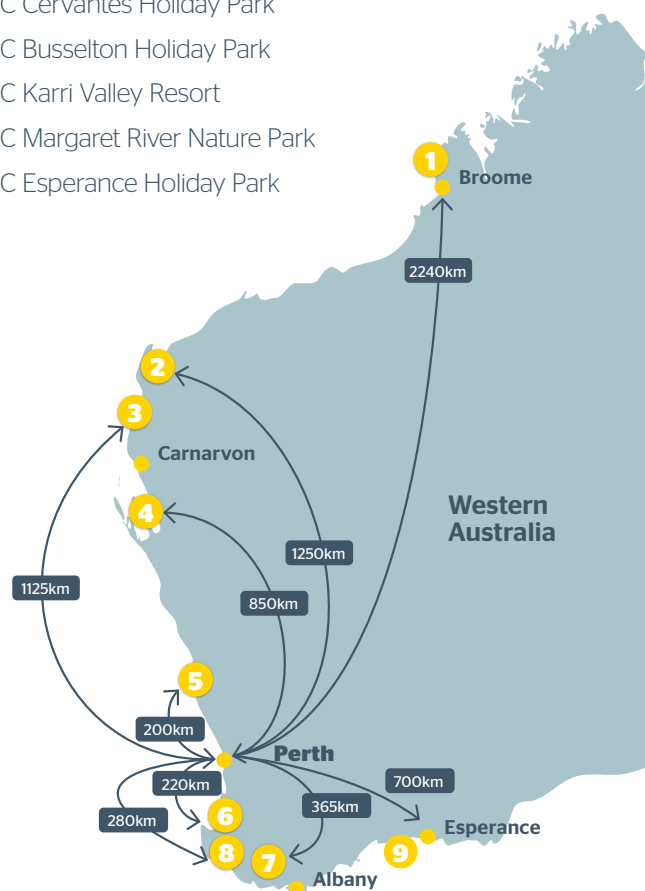 C Cervantes Holiday Park
C Busselton Holiday Park
C Karri Valley Resort
C Margaret River Nature Park
C Esperance Holiday Park
1
Broome
2240km
2
3
Carnarvon
4
Western
Australia
1250km
1125km
850km
5
200km
Perth
220km
700km
280km
365km
6
Esperance
8
7
9
Albany